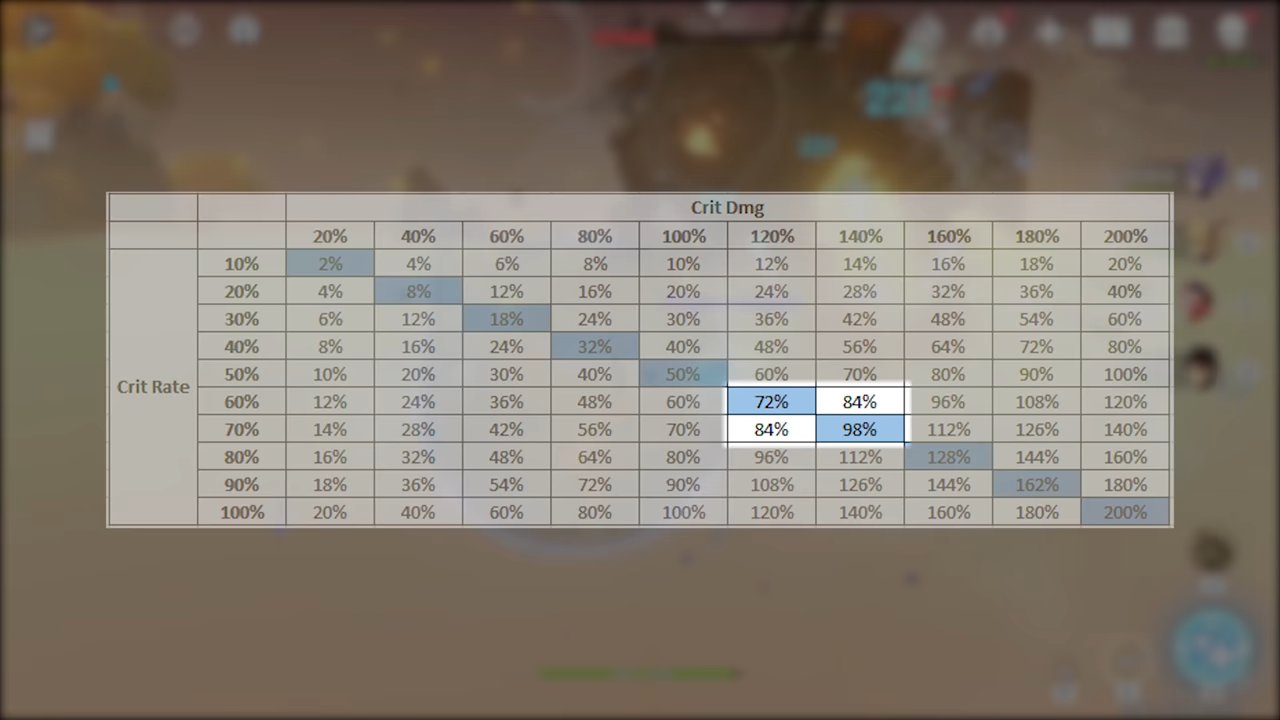 Crit Dmg
20% 40% 60% 80% 100% 120% 140% 160% 180% 200%
10% 2% 4% 6% 8% 10% 12% 14% 16% 18% 20%
20% 4% 8% 12% 16% 20% 24% 28% 32% 36% 40%
30% 6% 12% 18% 24% 30% 36% 42% 48% 54% 60%
40% 8% 16% 24% 32% 40% 48% 56% 64% 72% 80%
50% 10% 20% 30% 40% 50% 60% 70% 80% 90% 100%
Crit Rate
60% 12% 24% 36% 48% 60% 72% 84% 96% 108% 120%
70% 14% 28% 42% 56% 70% 84% 98% 112% 126% 140%
80% 16% 32% 48% 64% 80% 96% 112% 128% 144% 160%
90% 18% 36% 54% 72% 90% 108% 126% 144% 162% 180%
100% 20% 40% 60% 80% 100% 120% 140% 160% 180% 200%